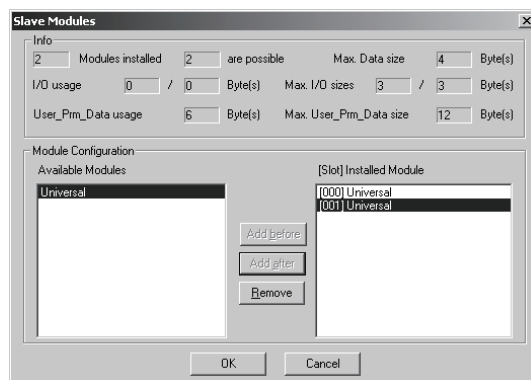 Slave Modules
Info
2 Modules installed 2 are possible Max. Data size 4 Byte(s)
I/O usage 0 / 0 Byte(s) Max. I/O sizes 3 / 3 Byte(s)
User_Prm_Data usage 6 Byte(s) Max. User_Prm_Data size 12 Byte(s)
Module Configuration
Available Modules [Slot] Installed Module
Universal [000] Universal
[001] Universal
Add before
Add after
Remove
OK Cancel